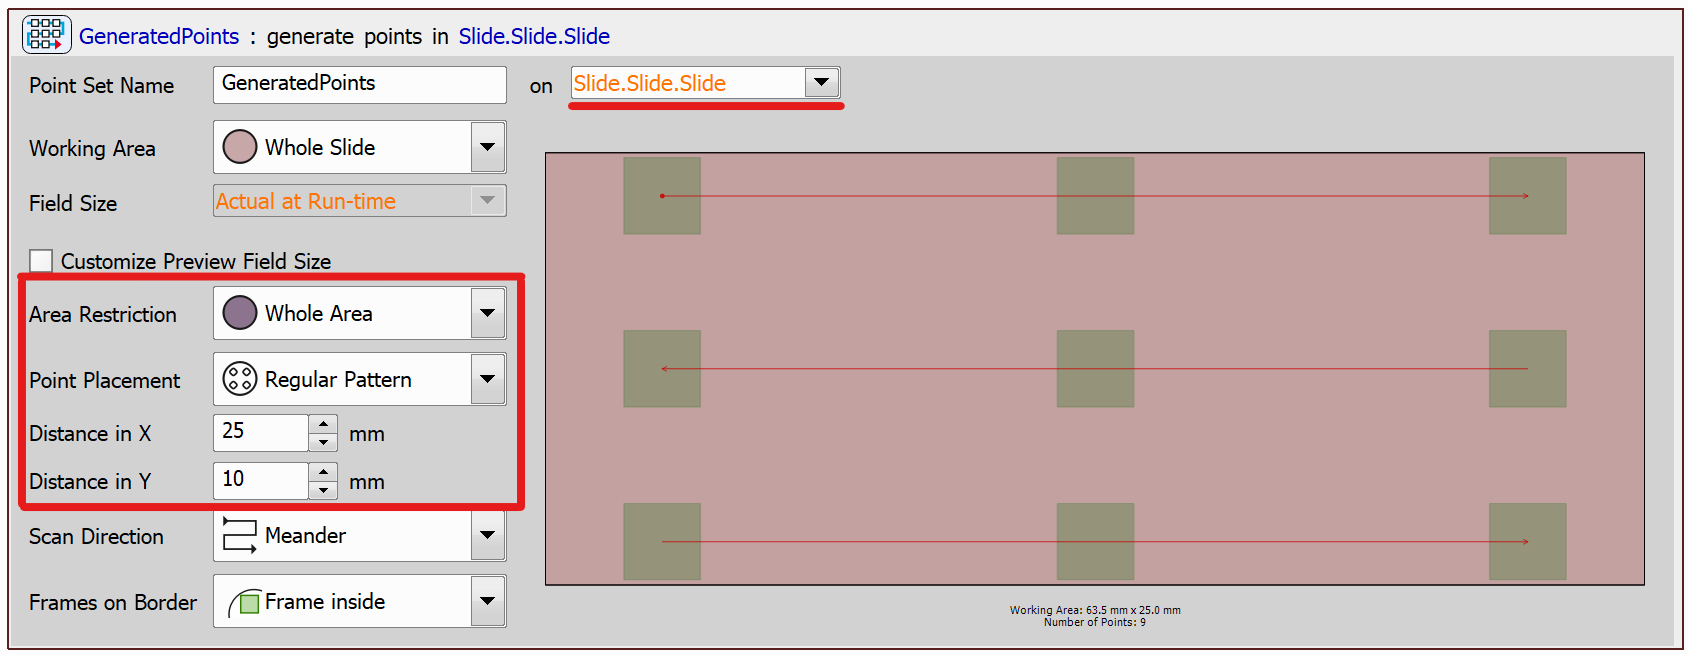 GeneratedPoints : generate points in Slide.Slide.Slide
Point Set Name GeneratedPoints on Slide.Slide.Slide
Working Area Whole Slide
Field Size Actual at Run-time
Customize Preview Field Size
Area Restriction Whole Area
Point Placement Regular Pattern
Distance in X 25 mm
Distance in Y 10 mm
Scan Direction Meander
Frames on Border Frame inside
Working Area: 63.5 mm x 25.0 mm
Number of Points: 9